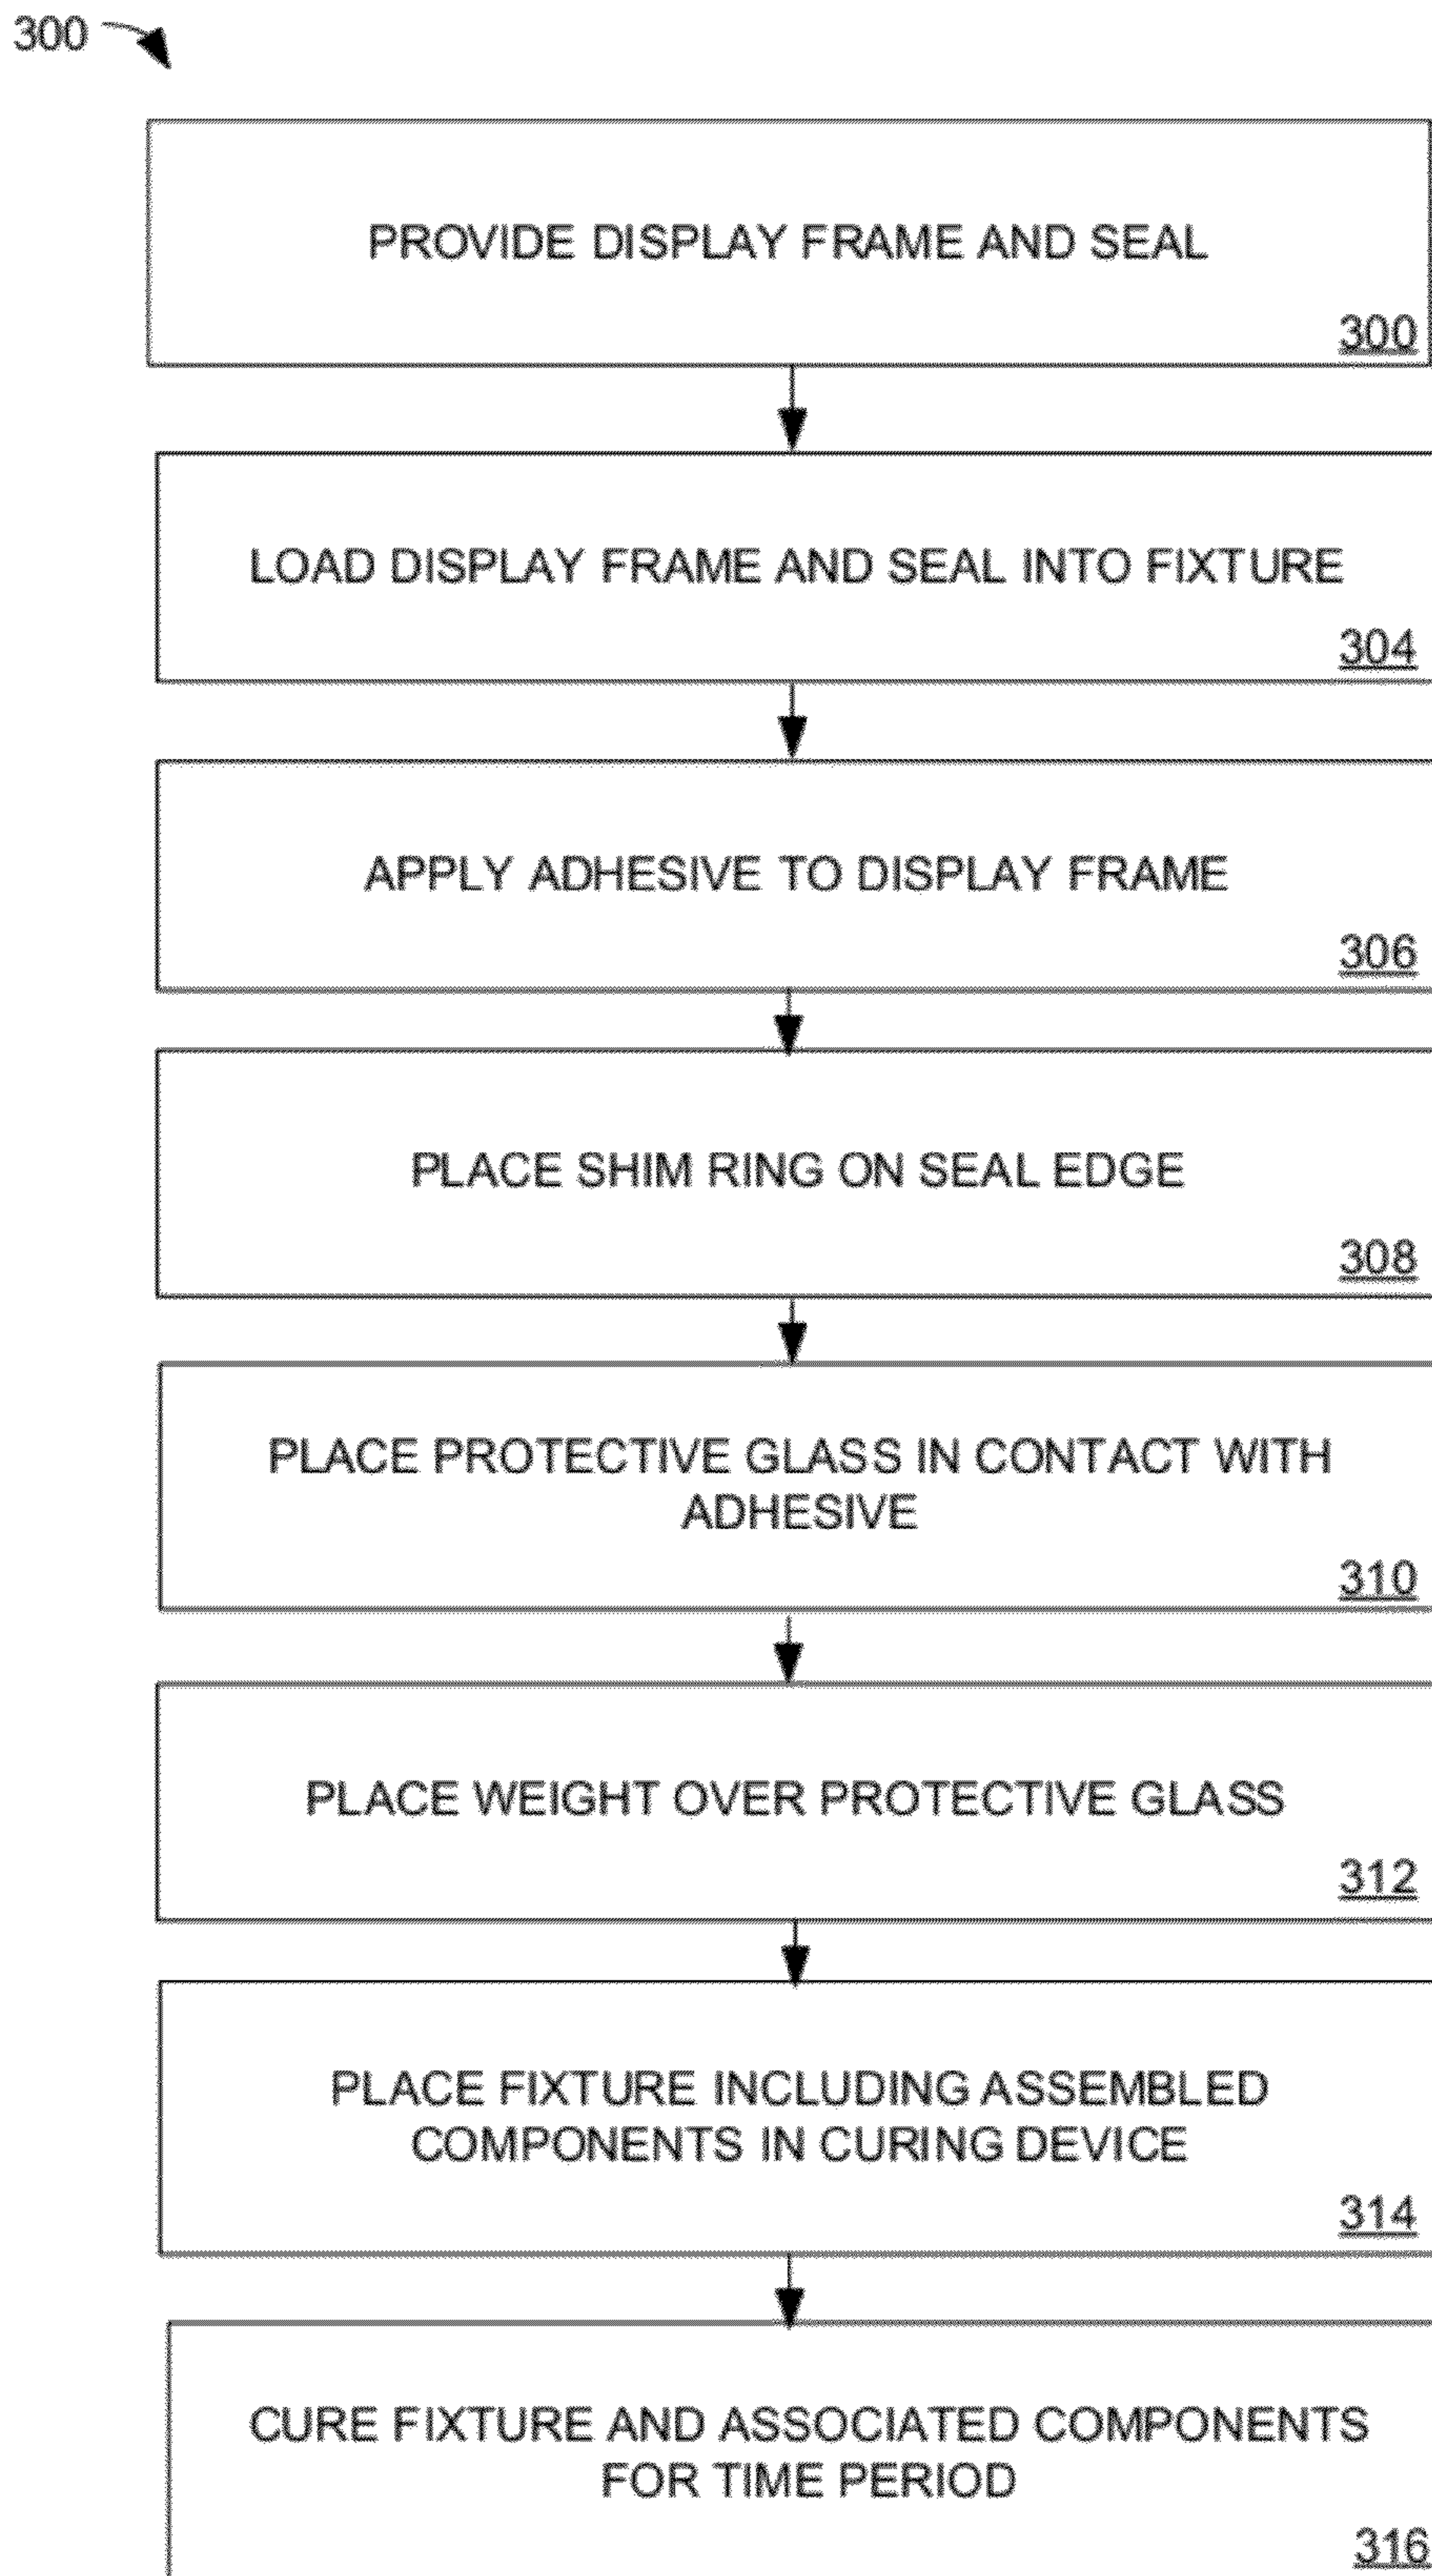 300
PROVIDE DISPLAY FRAME AND SEAL
300
LOAD DISPLAY FRAME AND SEAL INTO FIXTURE
304
APPLY ADHESIVE TO DISPLAY FRAME
306
PLACE SHIM RING ON SEAL EDGE
308
PLACE PROTECTIVE GLASS IN CONTACT WITH
ADHESIVE
310
PLACE WEIGHT OVER PROTECTIVE GLASS
312
PLACE FIXTURE INCLUDING ASSEMBLED
COMPONENTS IN CURING DEVICE
314
CURE FIXTURE AND ASSOCIATED COMPONENTS
FOR TIME PERIOD
316